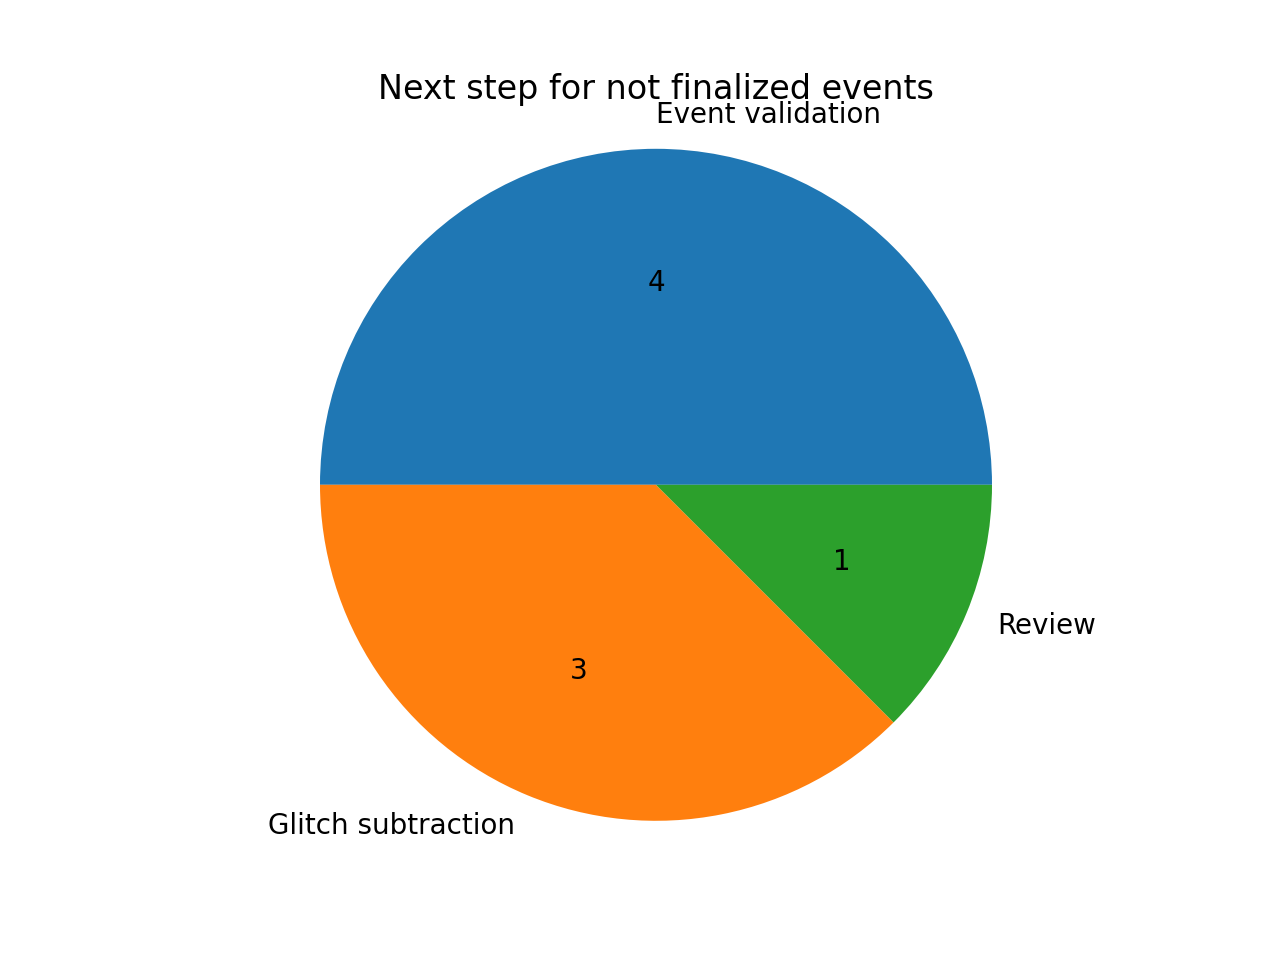 Next step for not finalized events
Event validation
4
1
Review
3
Glitch subtraction